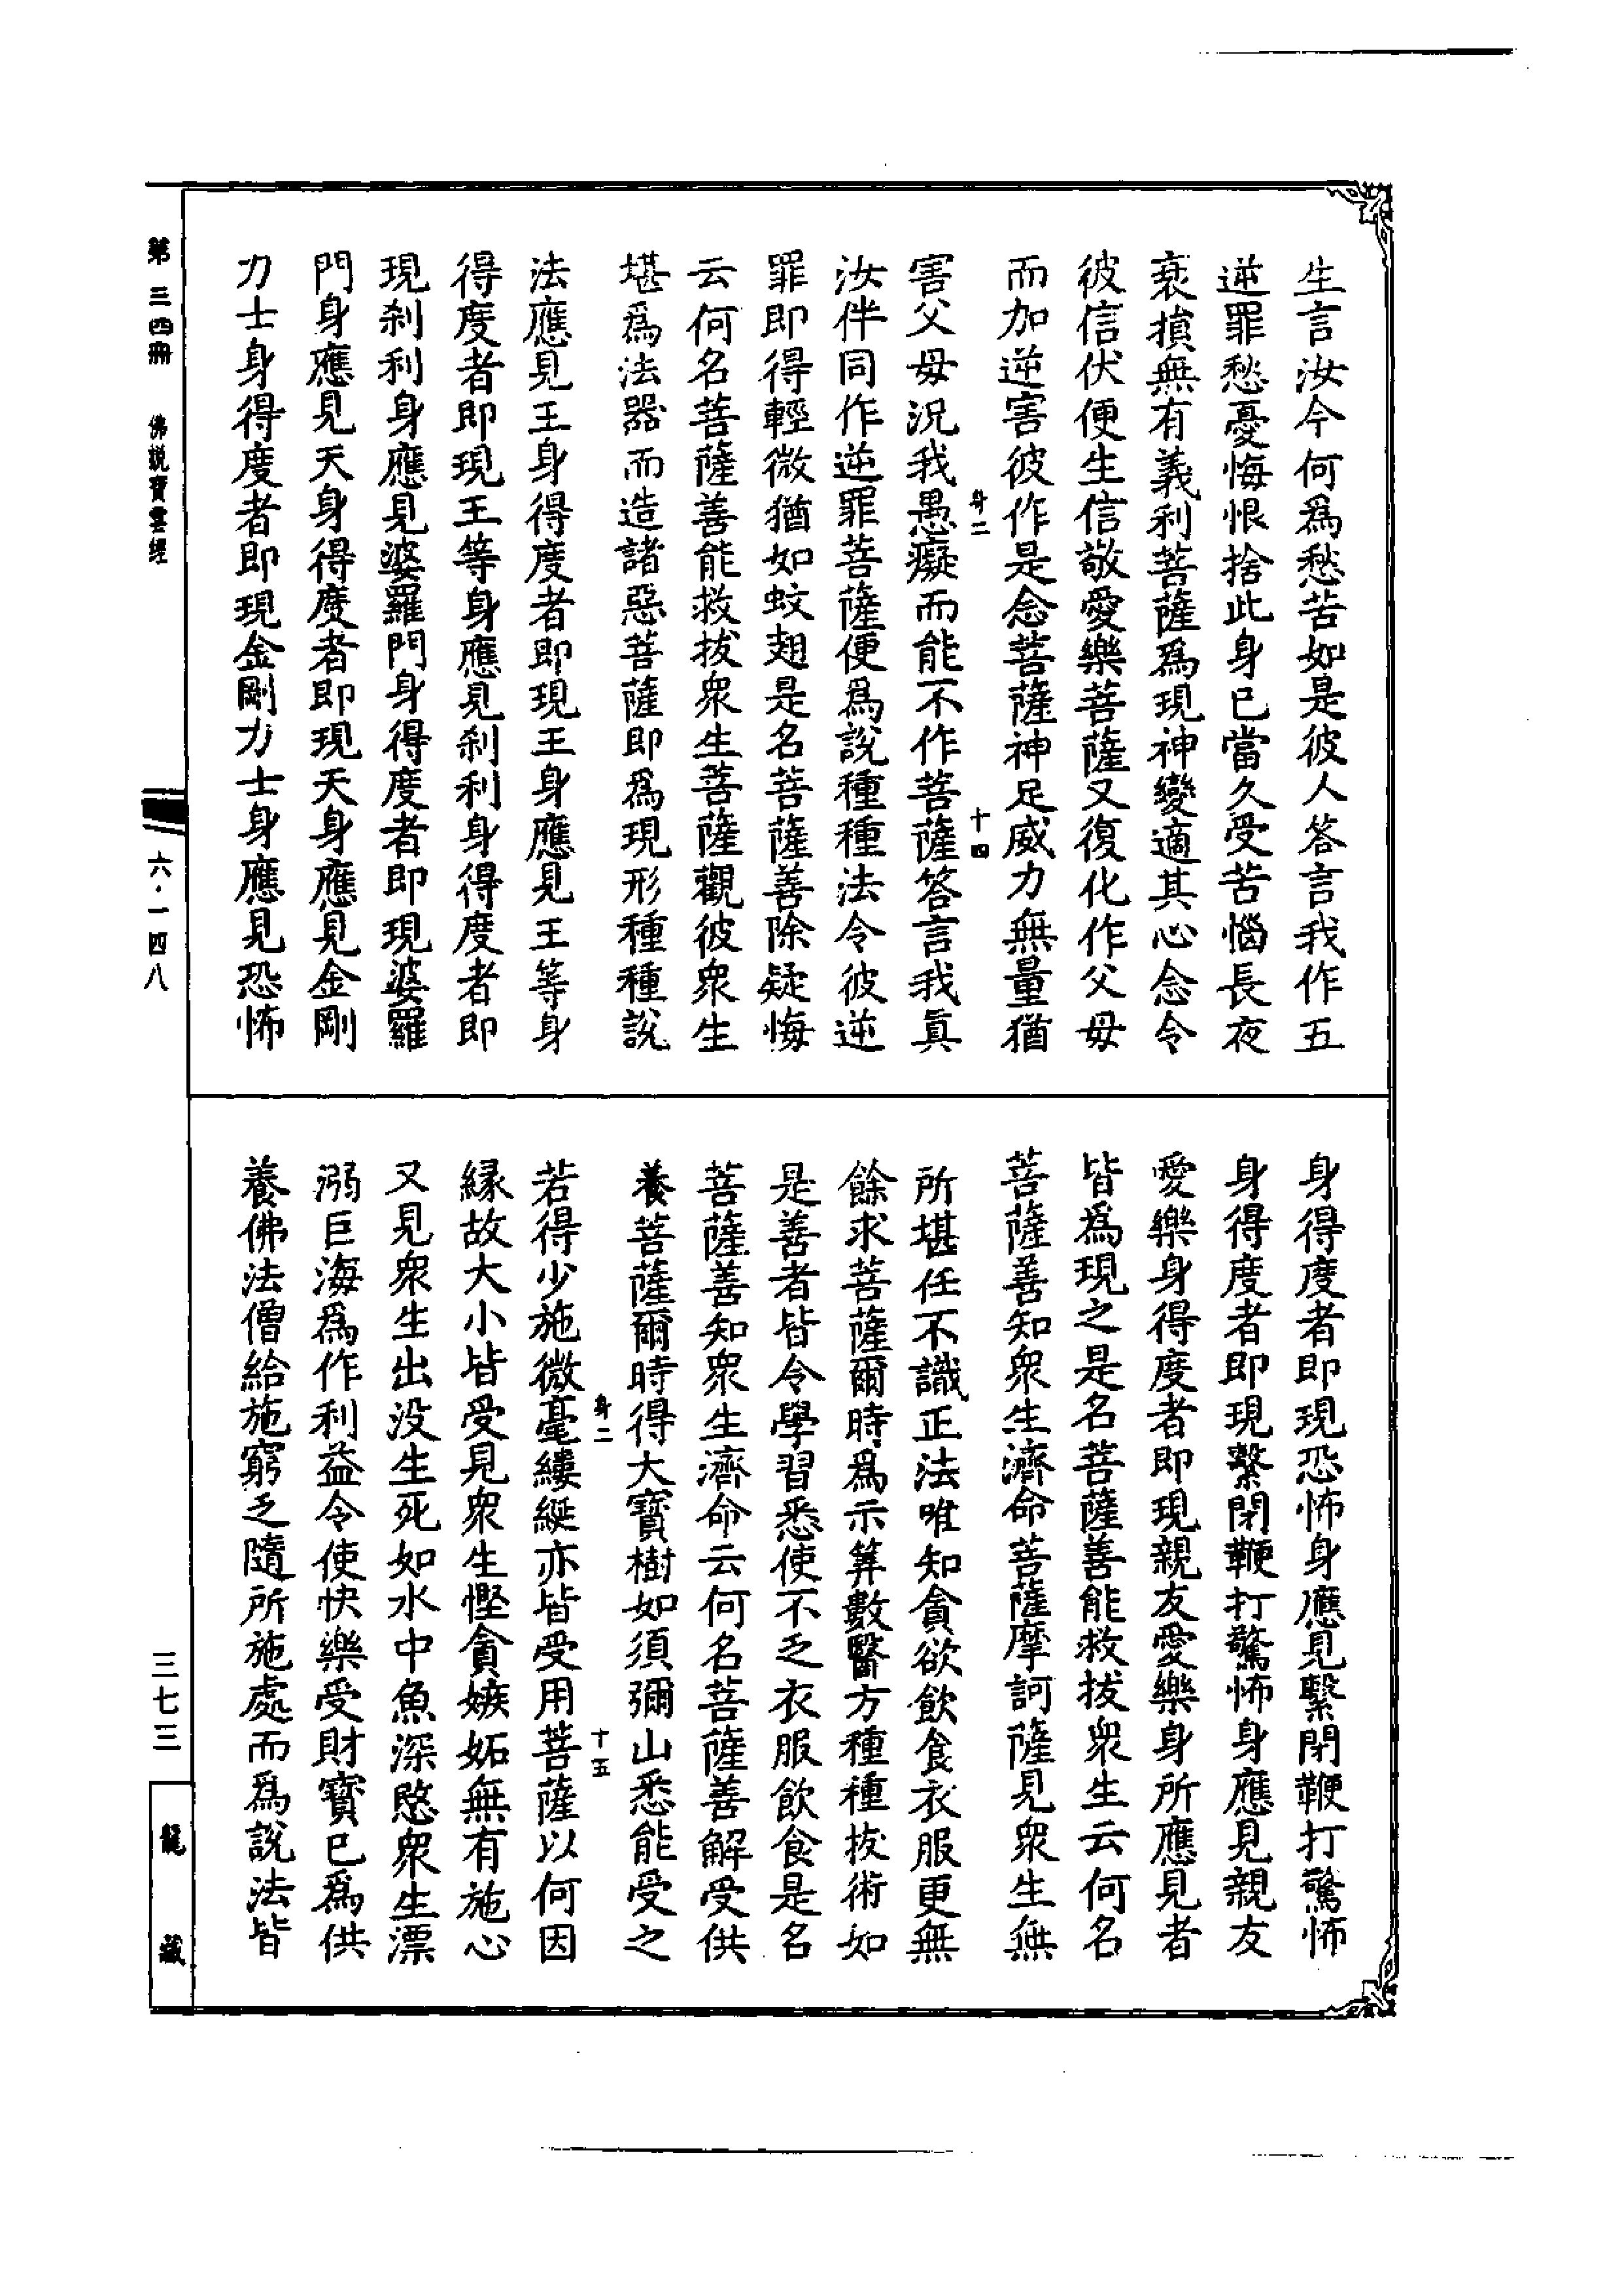 生言汝今何爲愁苦如是彼人答言我作五
逆罪愁憂悔恨捨此身已當久受苦惱長夜
衰損無有義利菩薩爲現神變適其心念令
彼信伏便生信敬愛樂菩薩又復化作父母
而加逆害彼作是念菩薩神足威力無量猶
身二
十四
害父母況我愚癡而能不作菩薩答言我真
汝伴同作逆罪菩薩便爲說種種法令彼逆
罪即得輕微猶如蚊翅是名菩薩善除疑悔
云何名菩薩善能救拔衆生菩薩觀彼衆生
堪爲法器而造諸惡菩薩即爲現形種種說
法應見王身得度者即現王身應見王等身
得度者即現王等身應見刹利身得度者即
現刹利身應見婆羅門身得度者即現婆羅
門身應見天身得度者即現天身應見金剛
力士身得度者即現金剛力士身應見恐怖
身得度者即現恐怖身應見繫閉鞭打驚怖
身得度者即現繫閉鞭打驚怖身應見親友
愛樂身得度者即現親友愛樂身所應見者
皆爲現之是名菩薩善能救拔衆生云何名
菩薩善知衆生濟命菩薩摩訶薩見衆生無
所堪任不識正法唯知貪欲飲食衣服更無
餘求菩薩爾時爲示筭數醫方種種技術如
是善者皆令學習悉使不乏衣服飲食是名
菩薩善知衆生濟命云何名菩薩善解受供
養菩薩爾時得大寶樹如須彌山悉能受之
身二
十五
若得少施微毫縷綖亦皆受用菩薩以何因
緣故大小皆受見衆生慳貪嫉妬無有施心
又見衆生出没生死如水中魚深愍衆生漂
溺巨海爲作利益令使快樂受財寶已爲供
養佛法僧給施窮乏隨所施處而爲說法皆
第三四冊
佛說寶雲經
六·一四八
三七三
龍藏